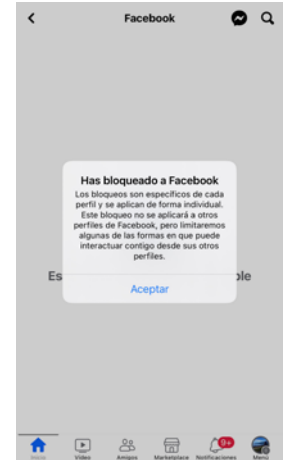 Facebook
Has bloqueado a Facebook
Los bloqueos son específicos de cada
perfil y se aplican de forma individual.
Este bloqueo no se aplicará a otros
perfiles de Facebook, pero limitaremos
algunas de las formas en que puede
interactuar contigo desde sus otros
perfiles.
Es ble
Aceptar
9+
Inicio Video Amigos Marketplace Notificaciones Menú